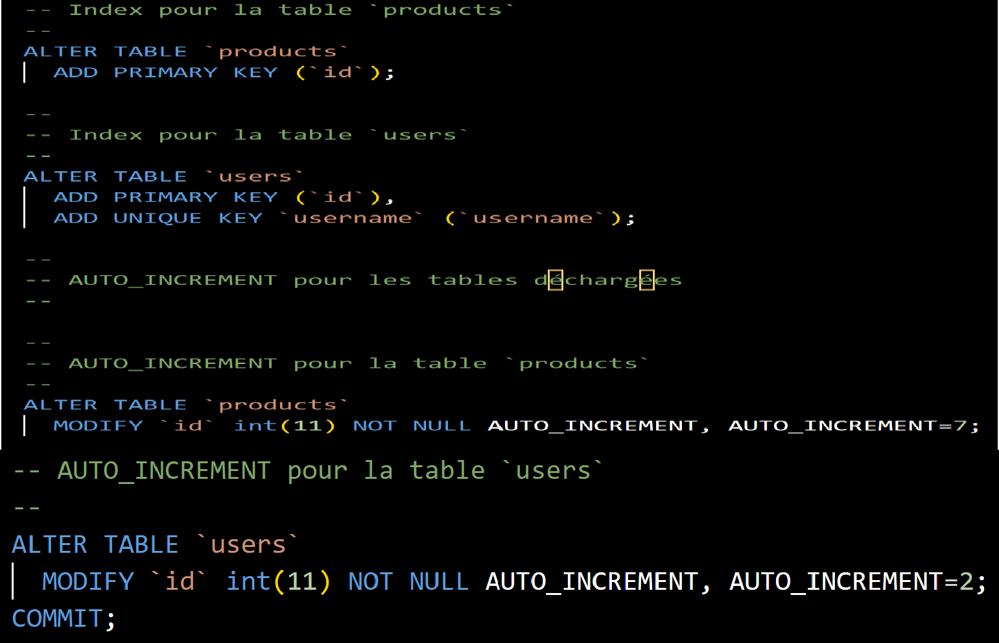 -- Index pour la table `products`
--
ALTER TABLE `products`
ADD PRIMARY KEY (`id`);
--
-- Index pour la table `users`
--
ALTER TABLE `users`
ADD PRIMARY KEY (`id`),
ADD UNIQUE KEY `username` (`username`);
--
-- AUTO_INCREMENT pour les tables déchargées
--
--
-- AUTO_INCREMENT pour la table `products`
--
ALTER TABLE `products`
MODIFY `id` int(11) NOT NULL AUTO_INCREMENT, AUTO_INCREMENT=7;
-- AUTO_INCREMENT pour la table `users`
--
ALTER TABLE `users`
MODIFY `id` int(11) NOT NULL AUTO_INCREMENT, AUTO_INCREMENT=2;
COMMIT;